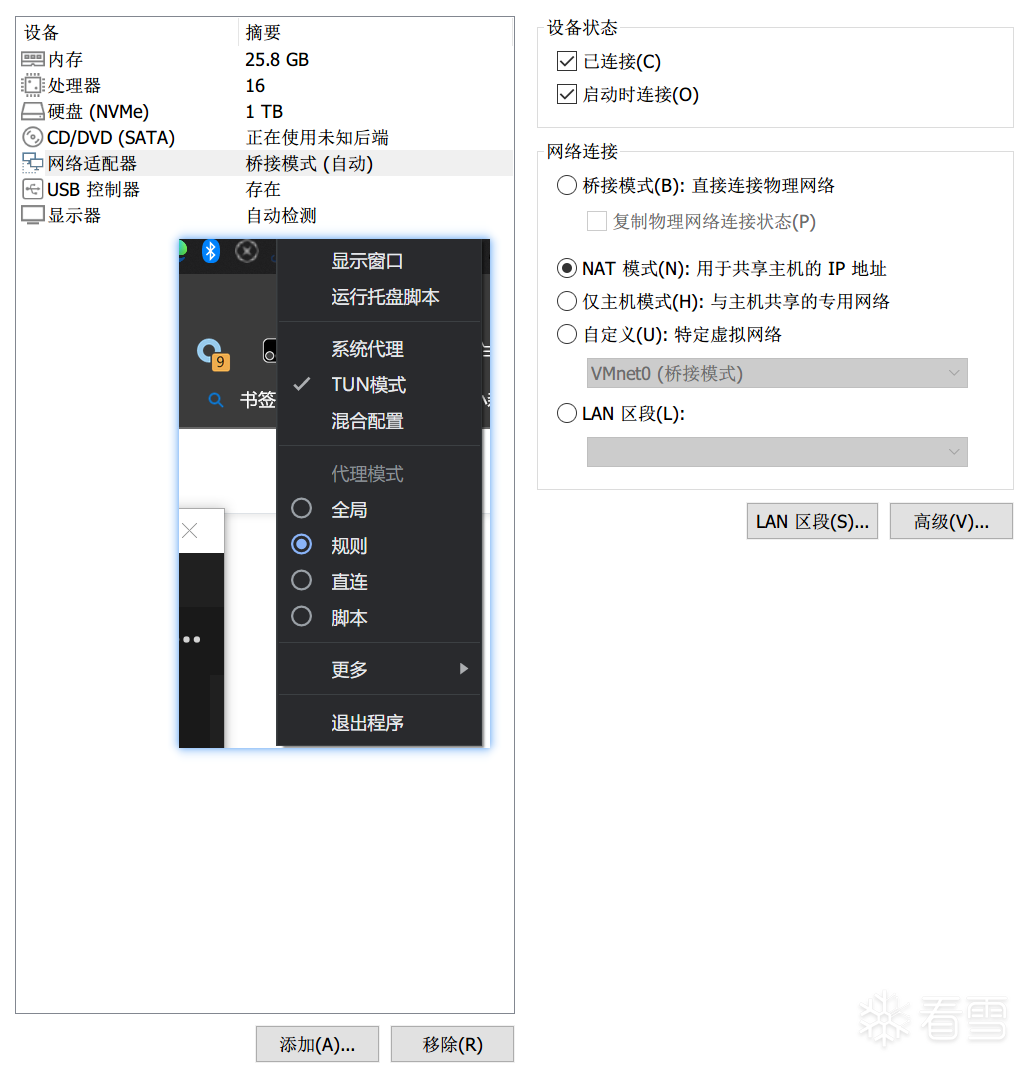 设备 摘要
内存 25.8 GB
处理器 16
硬盘 (NVMe) 1 TB
CD/DVD (SATA) 正在使用未知后端
网络适配器 桥接模式 (自动)
USB 控制器 存在
显示器 自动检测
显示窗口
运行托盘脚本
系统代理
9
TUN模式
书签
混合配置
代理模式
全局
规则
直连
脚本
更多
退出程序
添加(A)... 移除(R)
设备状态
已连接(C)
启动时连接(O)
网络连接
桥接模式(B): 直接连接物理网络
复制物理网络连接状态(P)
NAT 模式(N): 用于共享主机的 IP 地址
仅主机模式(H): 与主机共享的专用网络
自定义(U): 特定虚拟网络
VMnet0 (桥接模式)
LAN 区段(L):
LAN 区段(S)... 高级(V)...
看雪